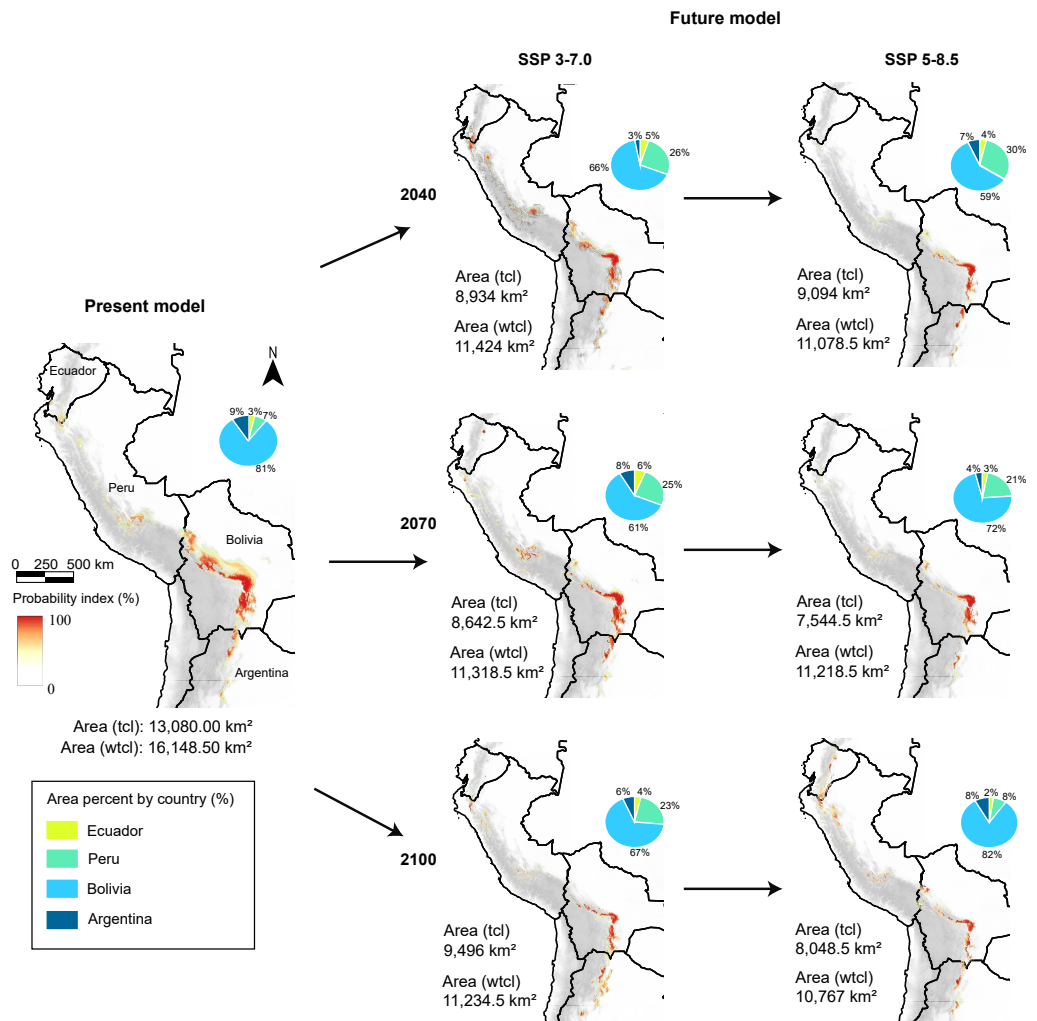 Future model
SSP 3-7.0
SSP 5-8.5
2040
3%
5%
26%
66%
Area (tcl)
8,934 km²
Area (wtcl)
11,424 km²
7%
4%
30%
59%
Area (tcl)
9,094 km²
Area (wtcl)
11,078.5 km²
Present model
N
Ecuador
Peru
Bolivia
Argentina
9%
3%
7%
81%
0 250 500 km
Probability index (%)
100
0
Area (tcl): 13,080.00 km²
Area (wtcl): 16,148.50 km²
2070
8%
6%
25%
61%
Area (tcl)
8,642.5 km²
Area (wtcl)
11,318.5 km²
4%
3%
21%
72%
Area (tcl)
7,544.5 km²
Area (wtcl)
11,218.5 km²
Area percent by country (%)
Ecuador
Peru
Bolivia
Argentina
2100
6%
4%
23%
67%
Area (tcl)
9,496 km²
Area (wtcl)
11,234.5 km²
8%
2%
8%
82%
Area (tcl)
8,048.5 km²
Area (wtcl)
10,767 km²